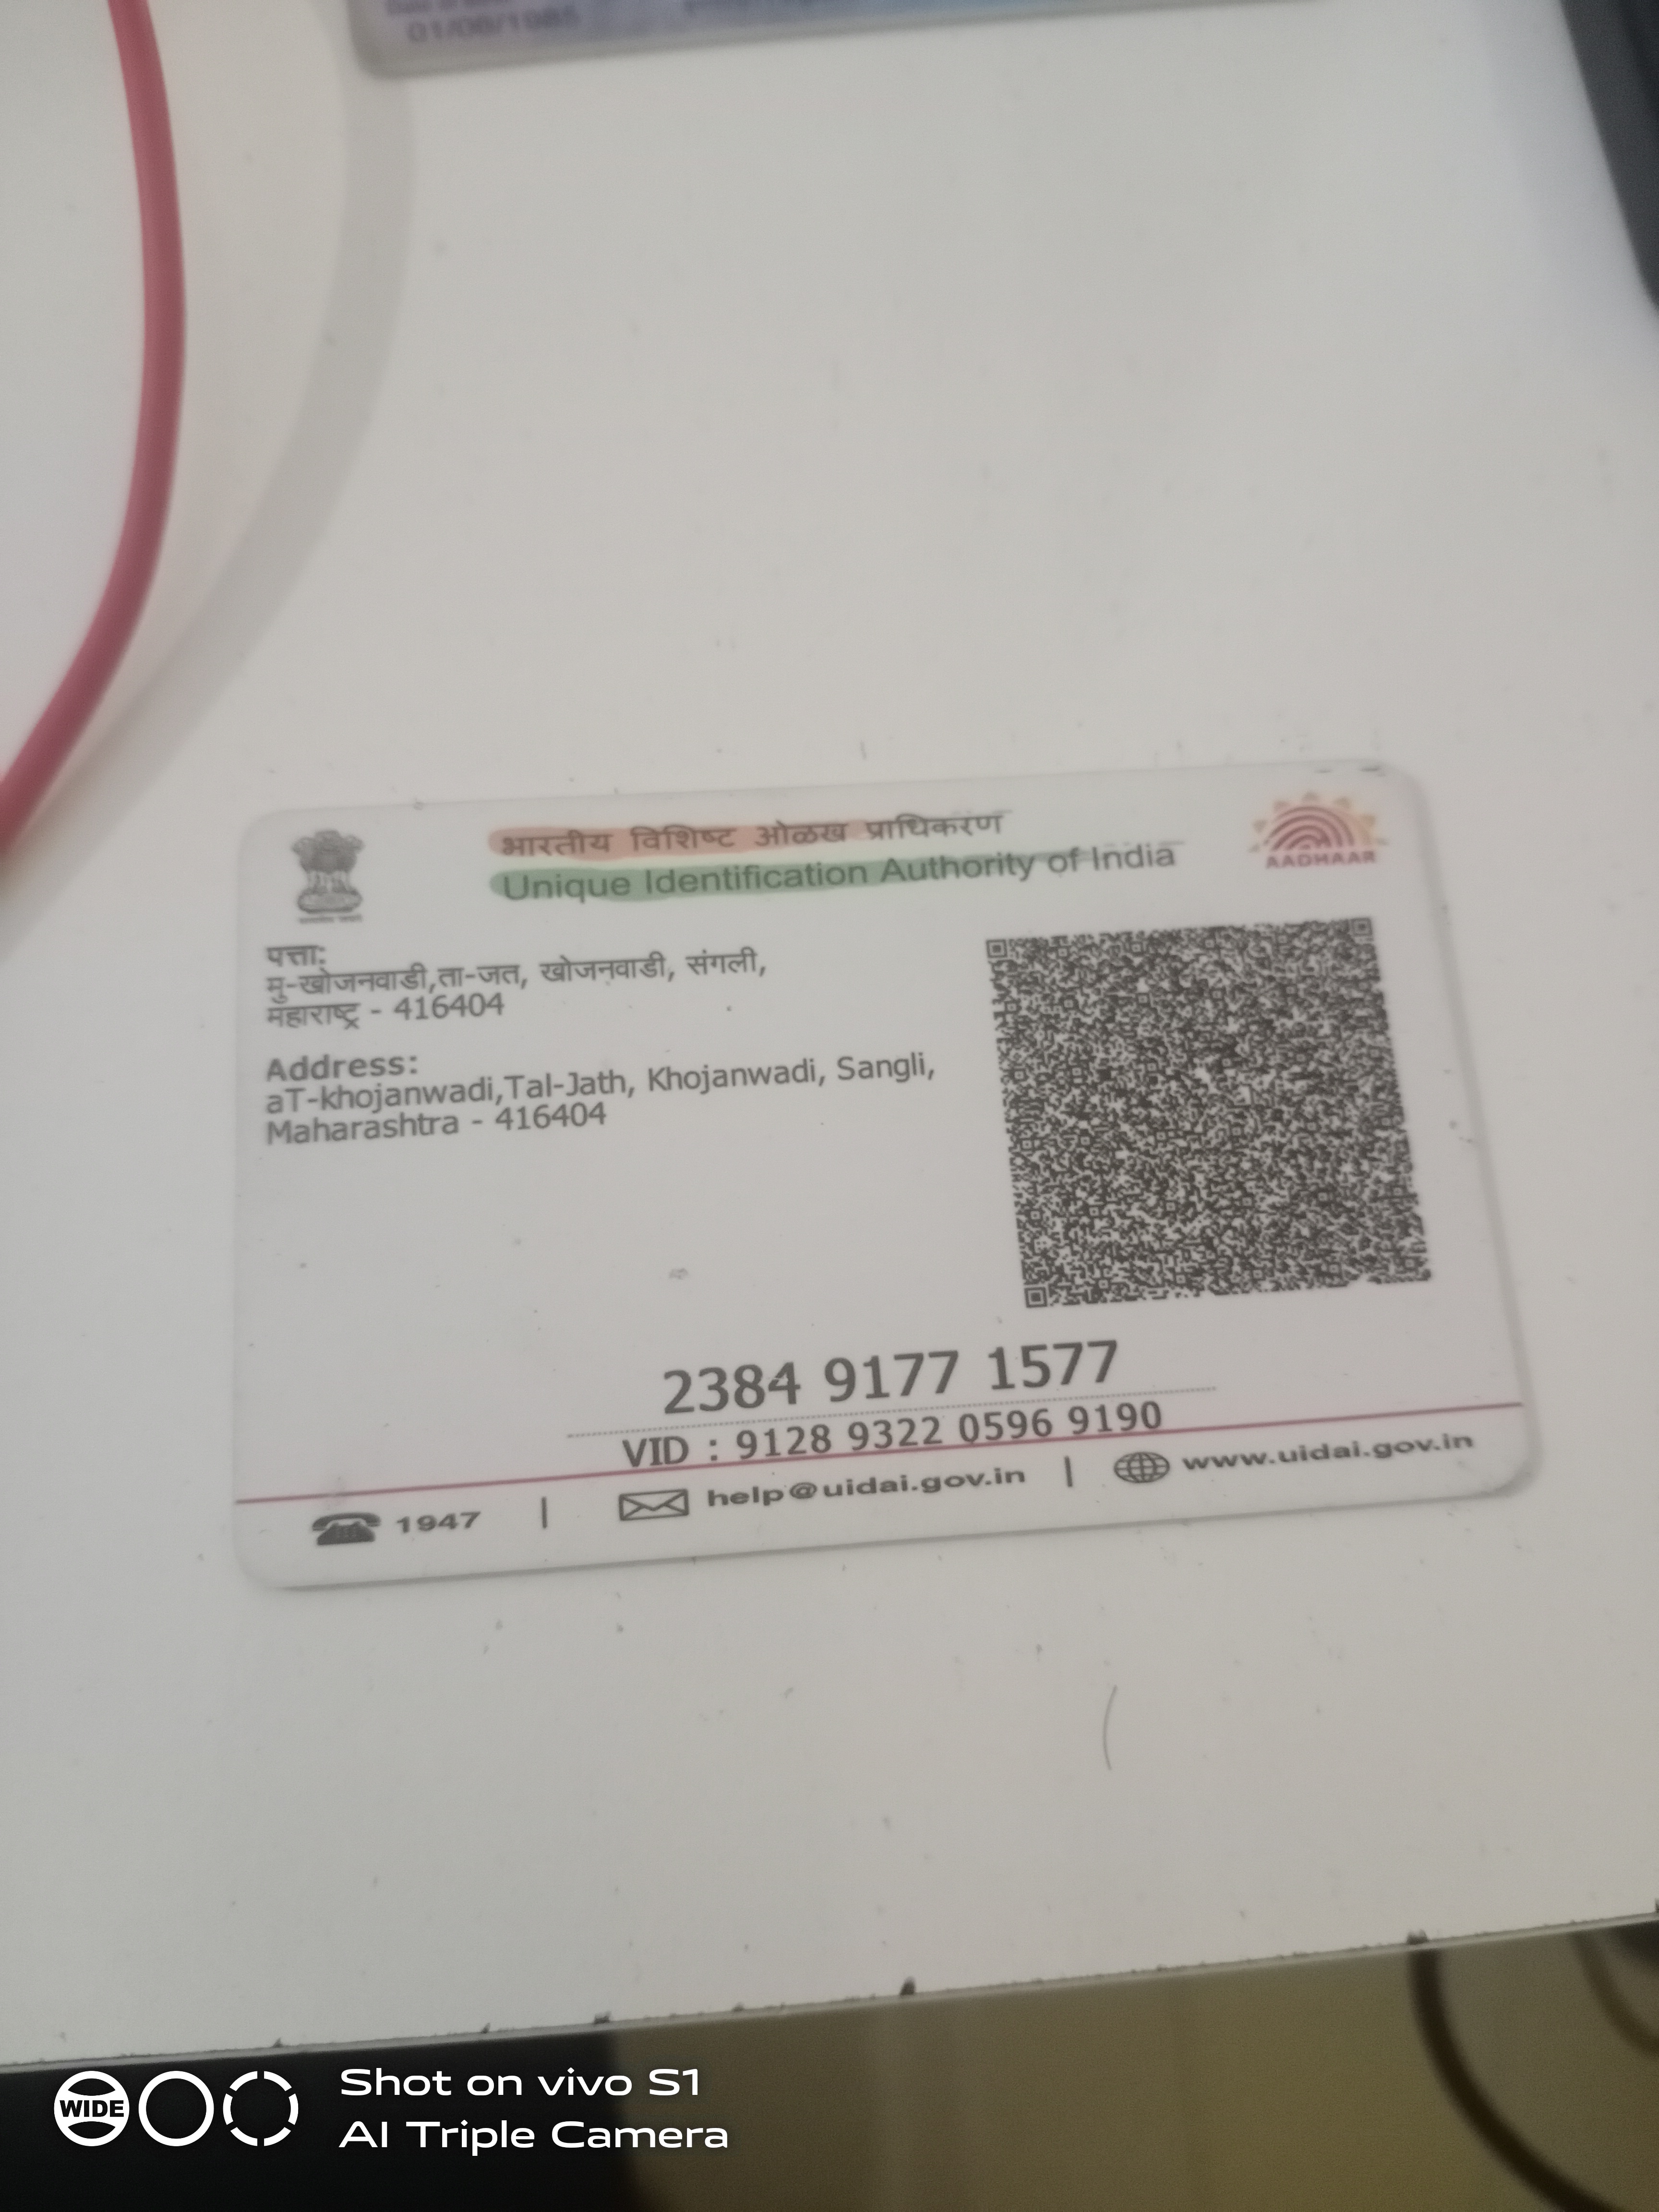 01/06/1985
भारतीय विशिष्ट ओळख प्राधिकरण
Unique Identification Authority of India
AADHAAR
पत्ता:
मु-खोजनवाडी,ता-जत, खोजनवाडी, संगली,
महाराष्ट्र - 416404
Address:
aT-khojanwadi,Tal-Jath, Khojanwadi, Sangli,
Maharashtra - 416404
2384 9177 1577
VID : 9128 9322 0596 9190
1947 | help@uidai.gov.in | www.uidai.gov.in
WIDE
Shot on vivo S1
AI Triple Camera